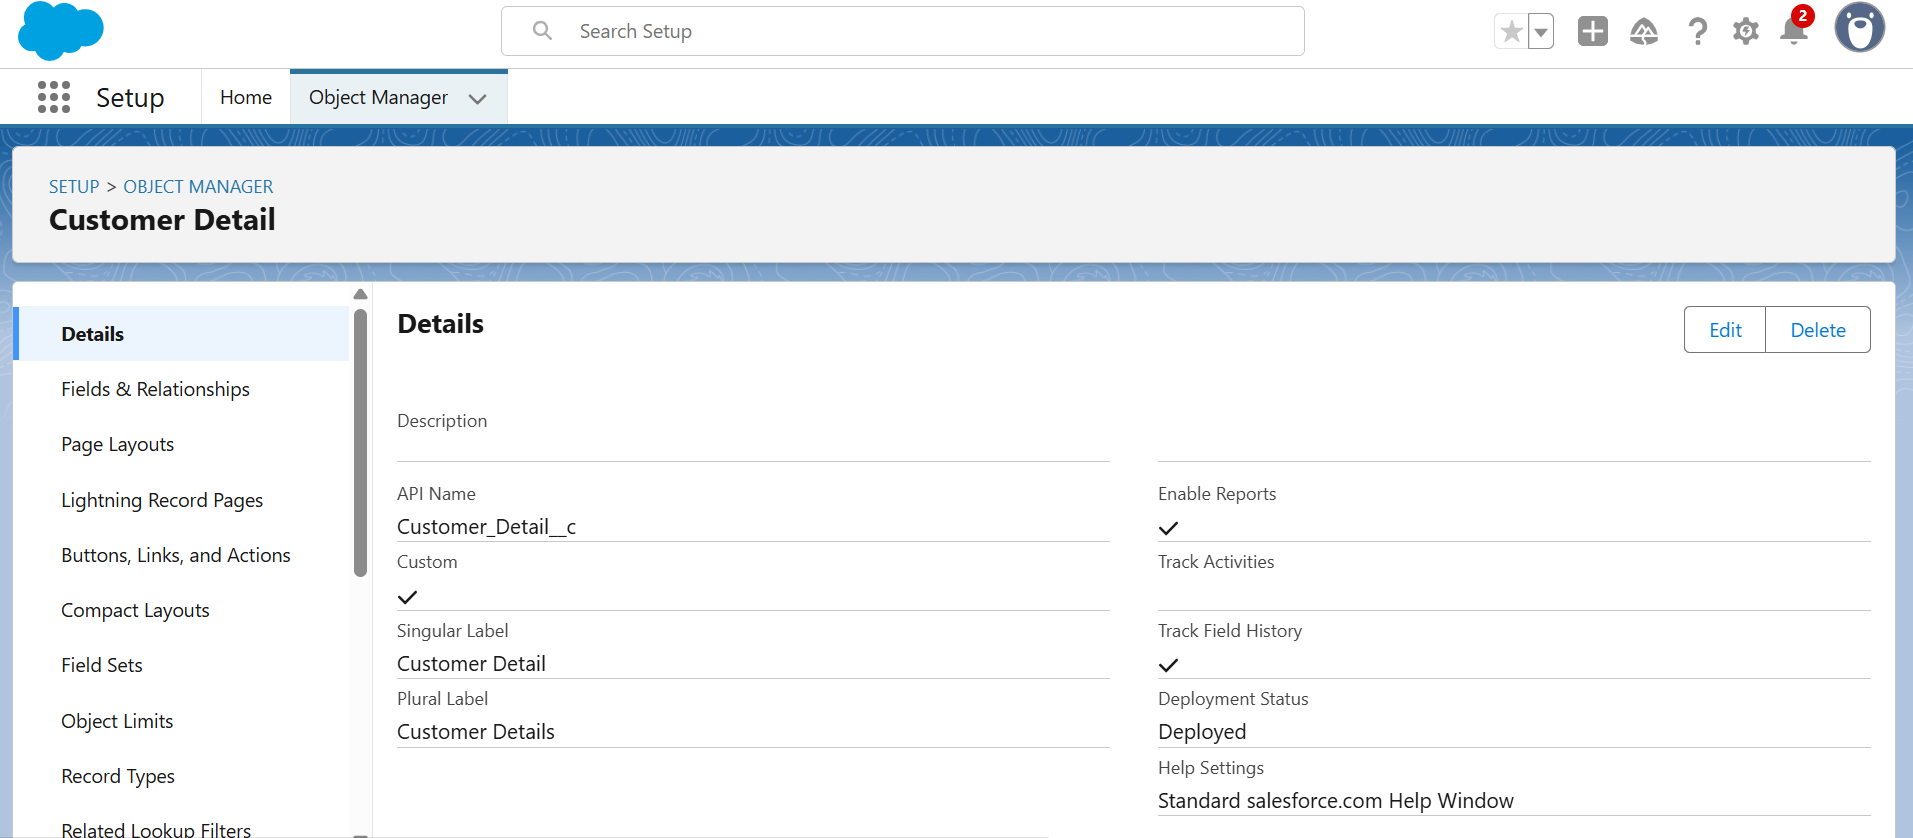 Search Setup
2
Setup
Home
Object Manager
SETUP > OBJECT MANAGER
Customer Detail
Details
Fields & Relationships
Page Layouts
Lightning Record Pages
Buttons, Links, and Actions
Compact Layouts
Field Sets
Object Limits
Record Types
Related Lookup Filters
Details
Edit
Delete
Description
API Name
Customer_Detail__c
Custom
Singular Label
Customer Detail
Plural Label
Customer Details
Enable Reports
Track Activities
Track Field History
Deployment Status
Deployed
Help Settings
Standard salesforce.com Help Window